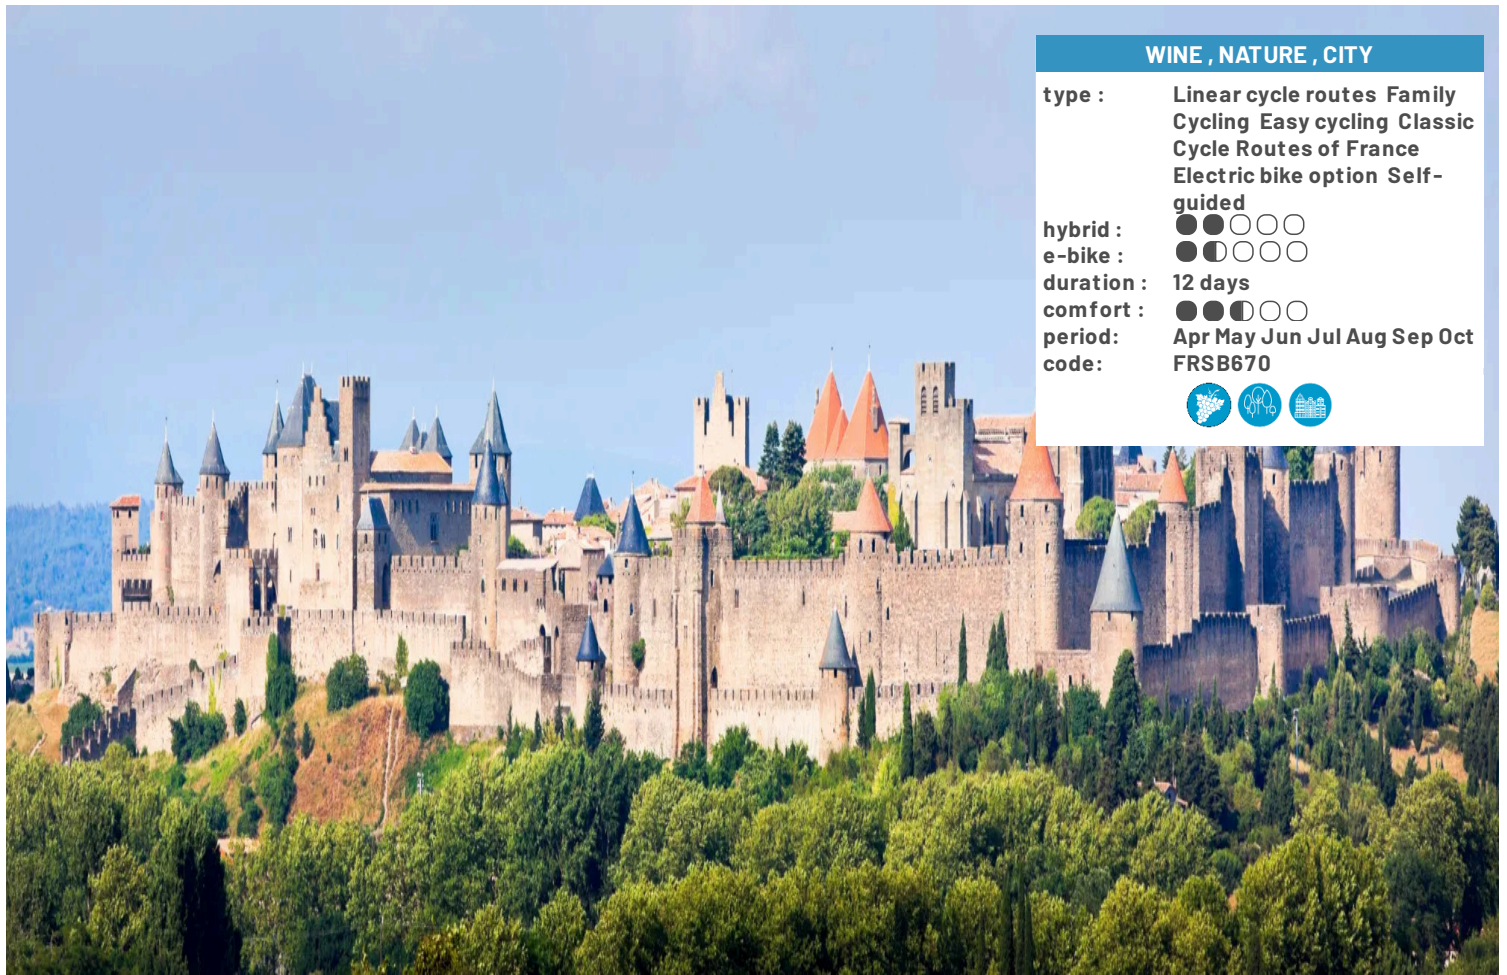 WINE , NATURE , CITY
type : Linear cycle routes Family
Cycling Easy cycling Classic
Cycle Routes of France
Electric bike option Self-
guided
hybrid :
e-bike :
duration : 12 days
comfort :
period: Apr May Jun Jul Aug Sep Oct
code: FRSB670